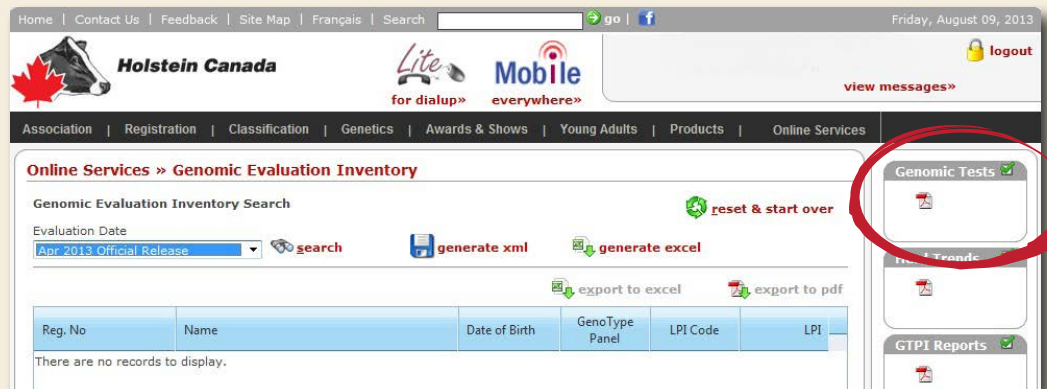 Home | Contact Us | Feedback | Site Map | Français | Search go | f Friday, August 09, 2013
Holstein Canada
Lite
for dialup»
Mobile
everywhere»
logout
view messages»
Association | Registration | Classification | Genetics | Awards & Shows | Young Adults | Products | Online Services
Online Services » Genomic Evaluation Inventory
Genomic Evaluation Inventory Search
reset & start over
Evaluation Date
Apr 2013 Official Release search generate xml generate excel
export to excel export to pdf
Reg. No Name Date of Birth GenoType Panel LPI Code LPI
There are no records to display.
Genomic Tests
Herd Trends
GTPI Reports